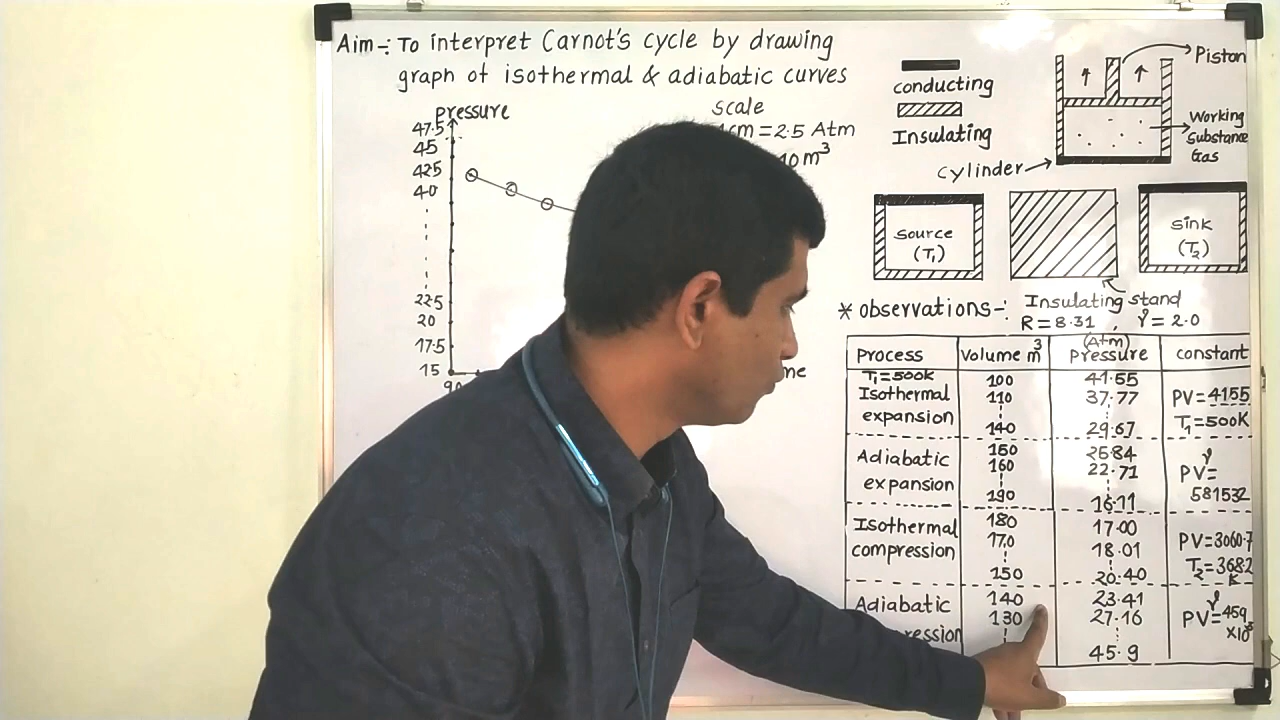 Aim:- To interpret Carnot's cycle by drawing
graph of isothermal & adiabatic curves
pressure
47.5
45
42.5
40
22.5
20
17.5
15
90
scale
cm = 2.5 Atm
10 m³
conducting
Insulating
Piston
Working
Substance
Gas
cylinder
source
(T₁)
sink
(T₂)
Insulating stand
* observations:-
R = 8.31 , γ = 2.0
Process
Volume m³
(Atm)
Pressure
constant
T₁=500K
Isothermal
expansion
100
110
140
41.55
37.77
29.67
PV=4155
T₁=500K
Adiabatic
expansion
150
160
190
25.84
22.71
16.11
PV^γ=
581532
Isothermal
compression
180
170
150
17.00
18.01
20.40
PV=3060.7
T₂=368.2
K
Adiabatic
140
130
23.41
27.16
45.9
PV^γ=459